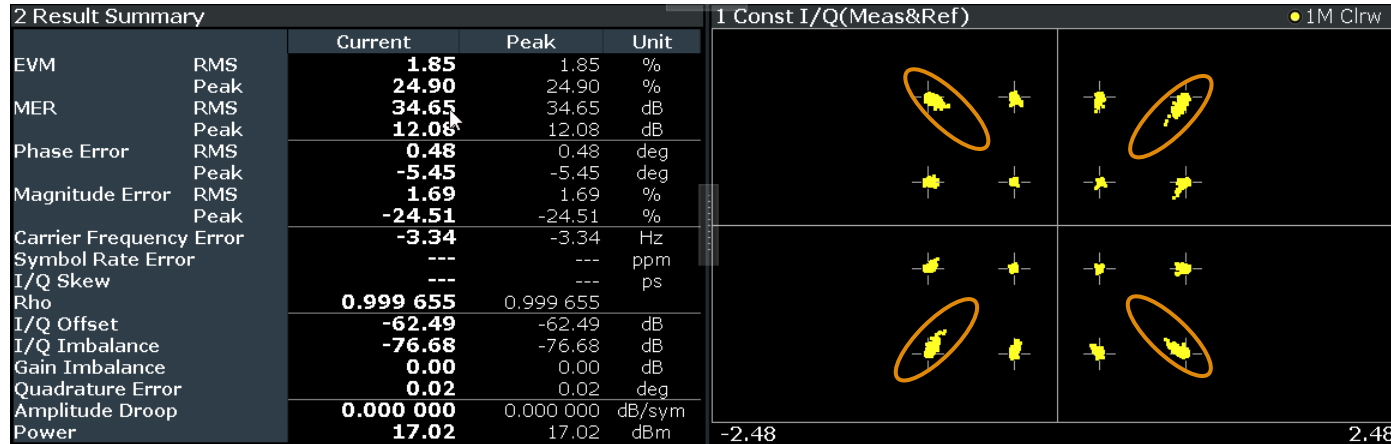 2 Result Summary
Current Peak Unit
EVM RMS 1.85 1.85 %
Peak 24.90 24.90 %
MER RMS 34.65 34.65 dB
Peak 12.08 12.08 dB
Phase Error RMS 0.48 0.48 deg
Peak -5.45 -5.45 deg
Magnitude Error RMS 1.69 1.69 %
Peak -24.51 -24.51 %
Carrier Frequency Error -3.34 -3.34 Hz
Symbol Rate Error --- --- ppm
I/Q Skew --- --- ps
Rho 0.999 655 0.999 655
I/Q Offset -62.49 -62.49 dB
I/Q Imbalance -76.68 -76.68 dB
Gain Imbalance 0.00 0.00 dB
Quadrature Error 0.02 0.02 deg
Amplitude Droop 0.000 000 0.000 000 dB/sym
Power 17.02 17.02 dBm
1 Const I/Q(Meas&Ref) 1M Clrw
-2.48 2.48